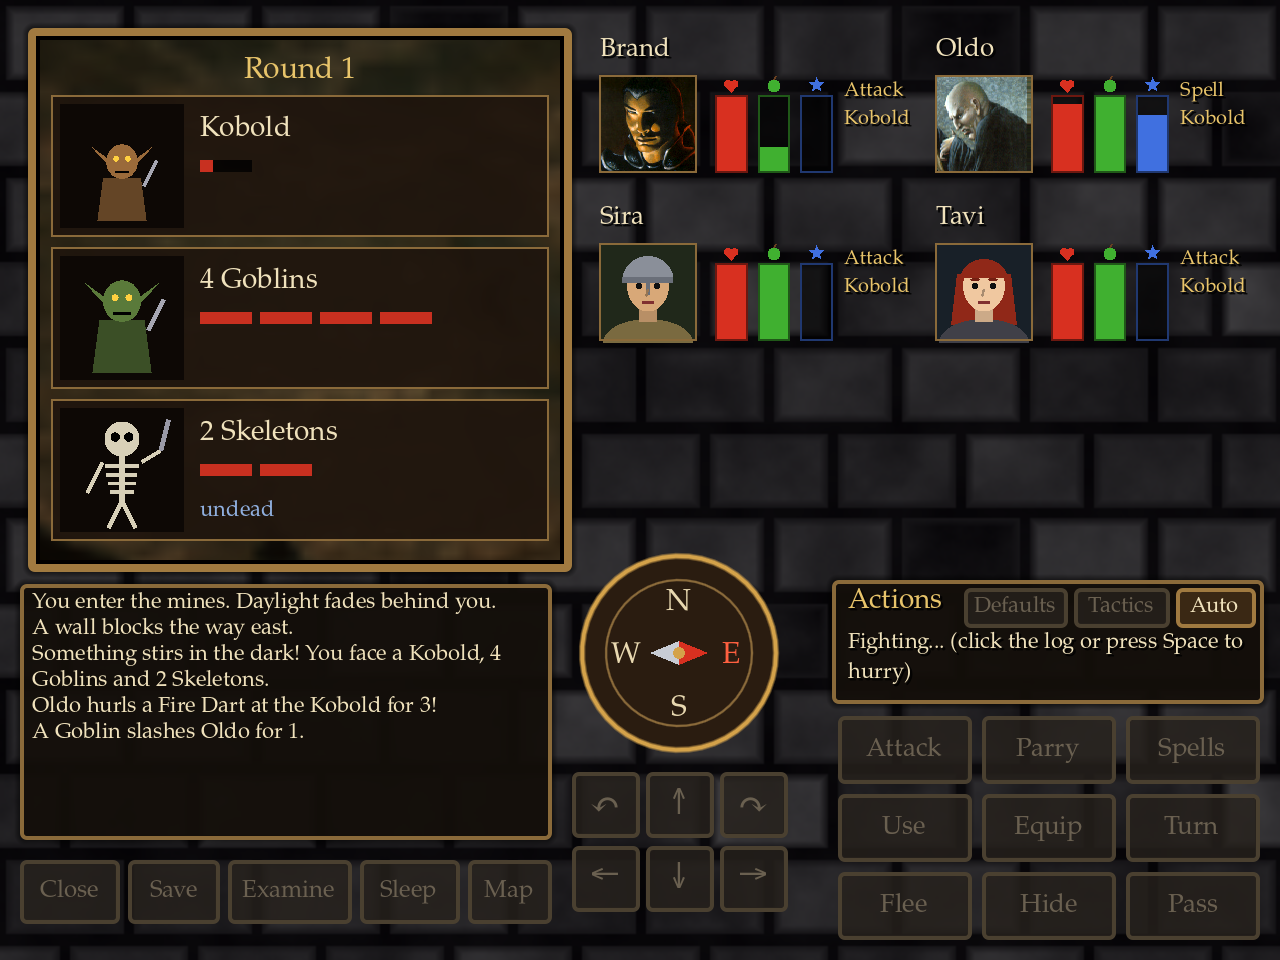 Round 1
Kobold
4 Goblins
2 Skeletons
undead
Brand
Attack
Kobold
Oldo
Spell
Kobold
Sira
Attack
Kobold
Tavi
Attack
Kobold
You enter the mines. Daylight fades behind you.
A wall blocks the way east.
Something stirs in the dark! You face a Kobold, 4
Goblins and 2 Skeletons.
Oldo hurls a Fire Dart at the Kobold for 3!
A Goblin slashes Oldo for 1.
N
W E
S
Actions Defaults Tactics Auto
Fighting... (click the log or press Space to
hurry)
Attack Parry Spells
Use Equip Turn
Flee Hide Pass
Close Save Examine Sleep Map